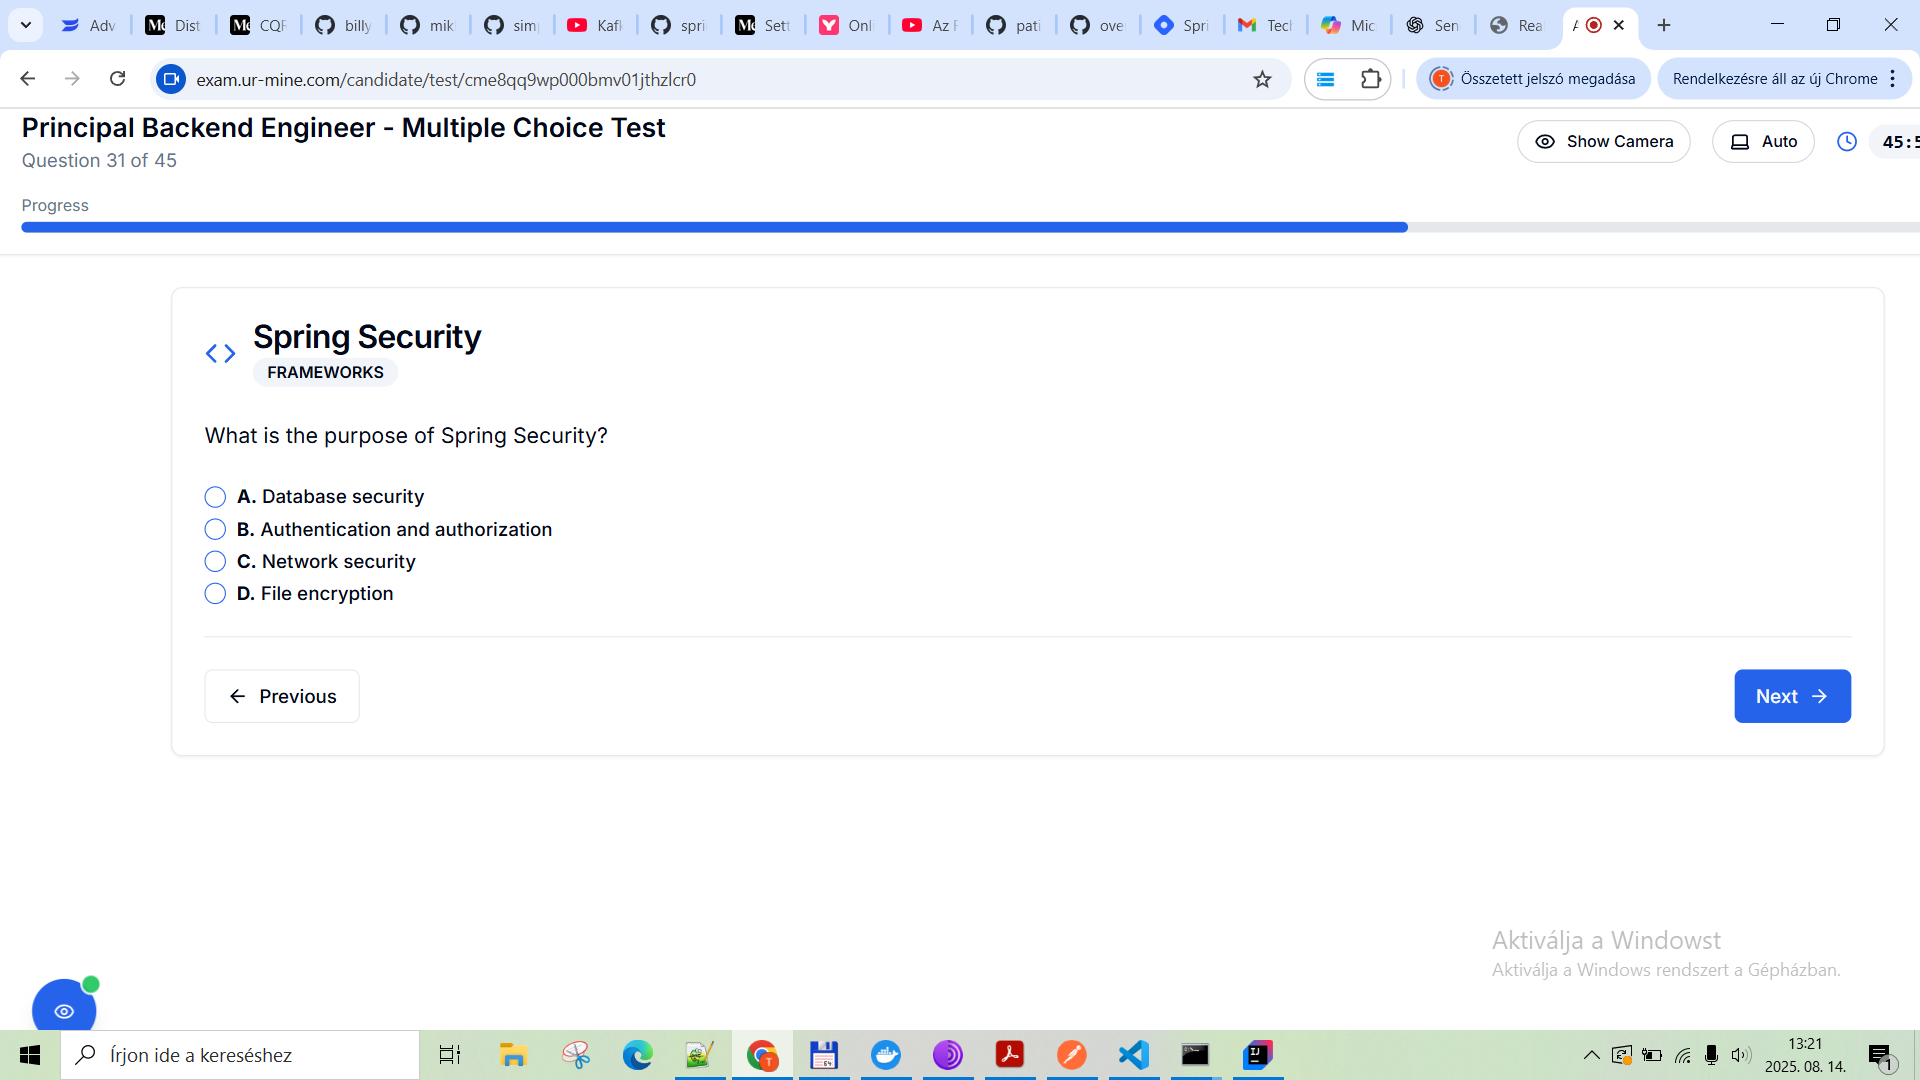 Adv
Dist
CQF
billy
mik
sim
Kafk
spri
Sett
Onli
Az F
pati
ove
Spri
Tech
Mic
Sen
Rea
exam.ur-mine.com/candidate/test/cme8qq9wp000bmv01jthzlcr0
T
Összetett jelszó megadása
Rendelkezésre áll az új Chrome
Principal Backend Engineer - Multiple Choice Test
Question 31 of 45
Show Camera
Auto
45:5
Progress
Spring Security
FRAMEWORKS
What is the purpose of Spring Security?
A. Database security
B. Authentication and authorization
C. Network security
D. File encryption
Previous
Next
Aktiválja a Windowst
Aktiválja a Windows rendszert a Gépházban.
Írjon ide a kereséshez
13:21
2025. 08. 14.
1